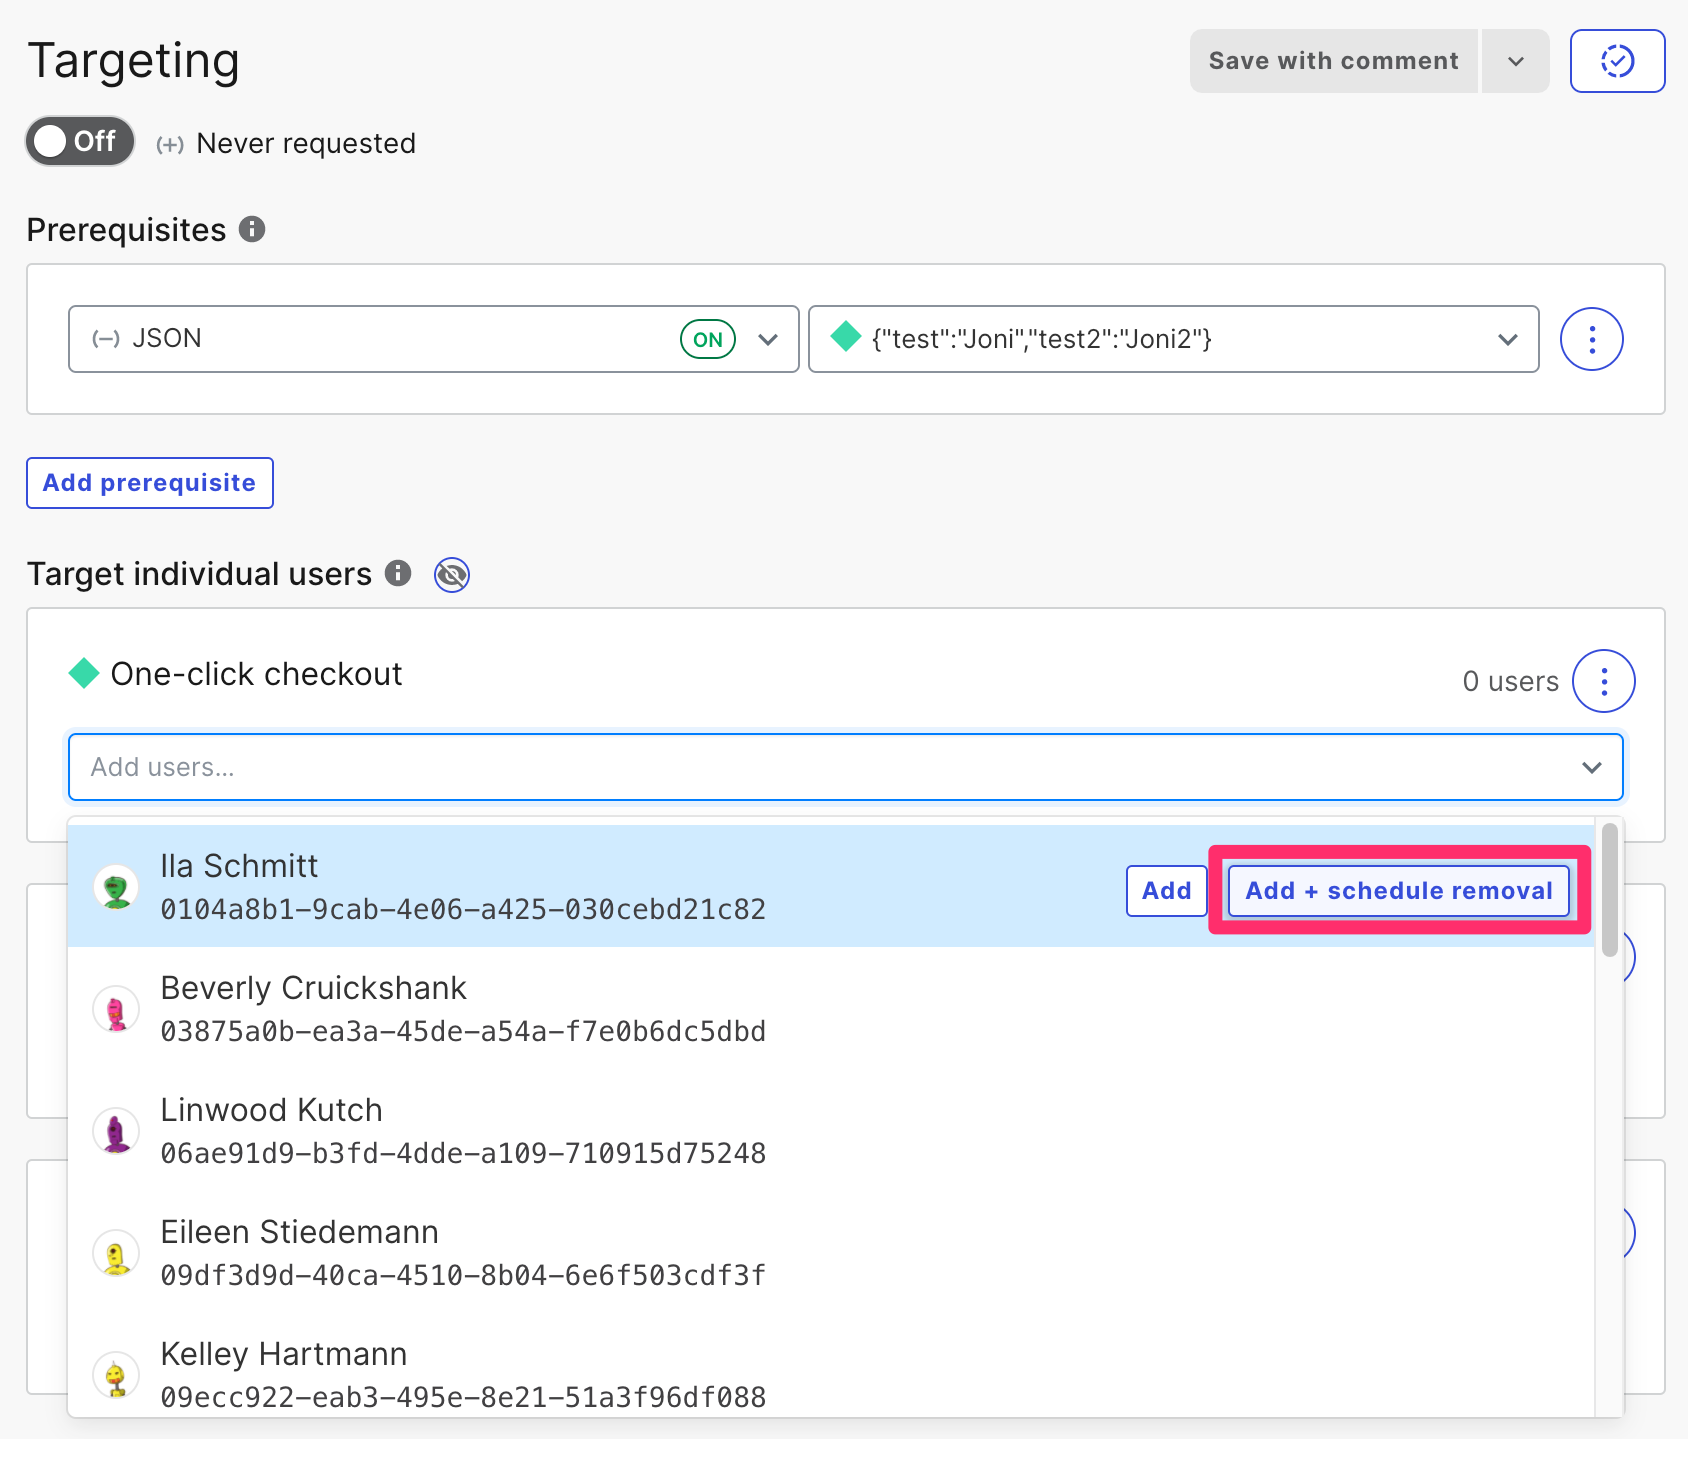 Targeting
Save with comment
Off
(+) Never requested
Prerequisites
(–) JSON
ON
{"test":"Joni","test2":"Joni2"}
Add prerequisite
Target individual users
One-click checkout
0 users
Add users...
Ila Schmitt
0104a8b1-9cab-4e06-a425-030cebd21c82
Add
Add + schedule removal
Beverly Cruickshank
03875a0b-ea3a-45de-a54a-f7e0b6dc5dbd
Linwood Kutch
06ae91d9-b3fd-4dde-a109-710915d75248
Eileen Stiedemann
09df3d9d-40ca-4510-8b04-6e6f503cdf3f
Kelley Hartmann
09ecc922-eab3-495e-8e21-51a3f96df088